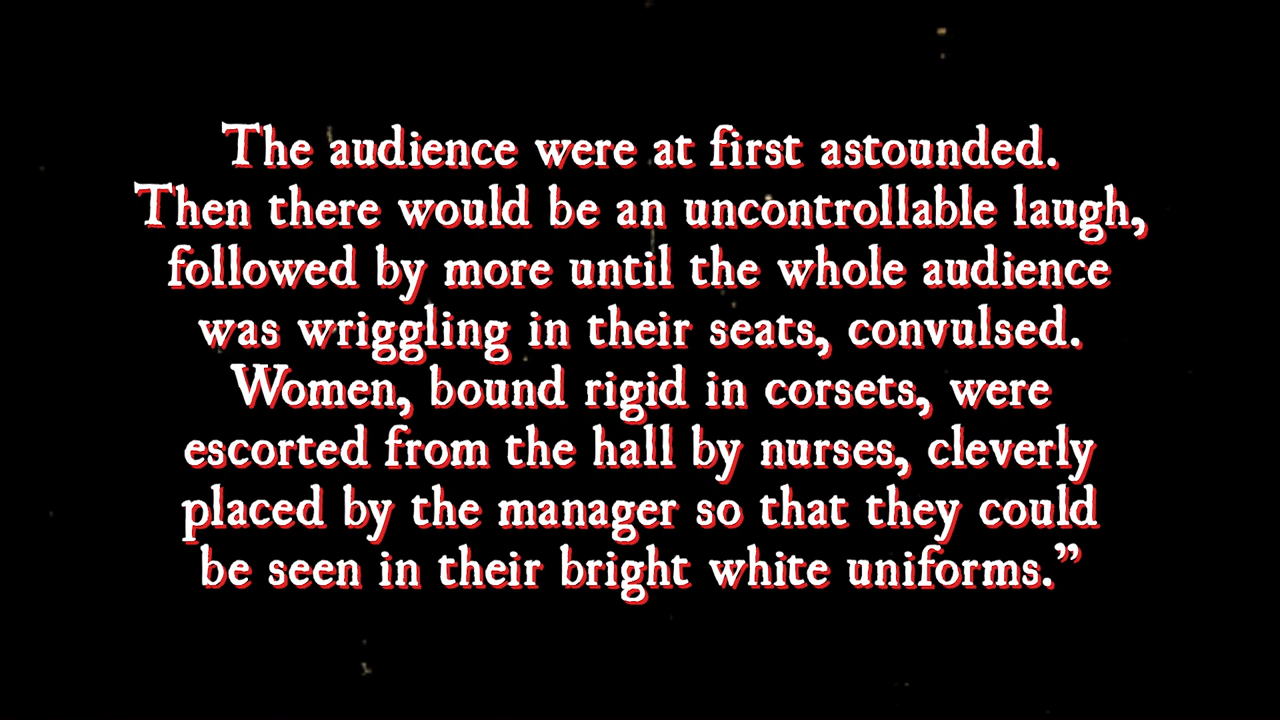 The audience were at first astounded.
Then there would be an uncontrollable laugh,
followed by more until the whole audience
was wriggling in their seats, convulsed.
Women, bound rigid in corsets, were
escorted from the hall by nurses, cleverly
placed by the manager so that they could
be seen in their bright white uniforms.”